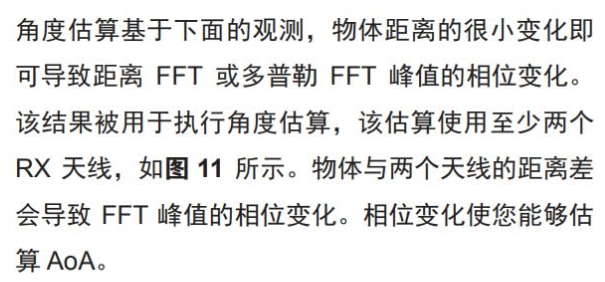 角度估算基于下面的观测，物体距离的很小变化即
可导致距离 FFT 或多普勒 FFT 峰值的相位变化。
该结果被用于执行角度估算，该估算使用至少两个
RX 天线，如图 11 所示。物体与两个天线的距离差
会导致 FFT 峰值的相位变化。相位变化使您能够估
算 AoA。